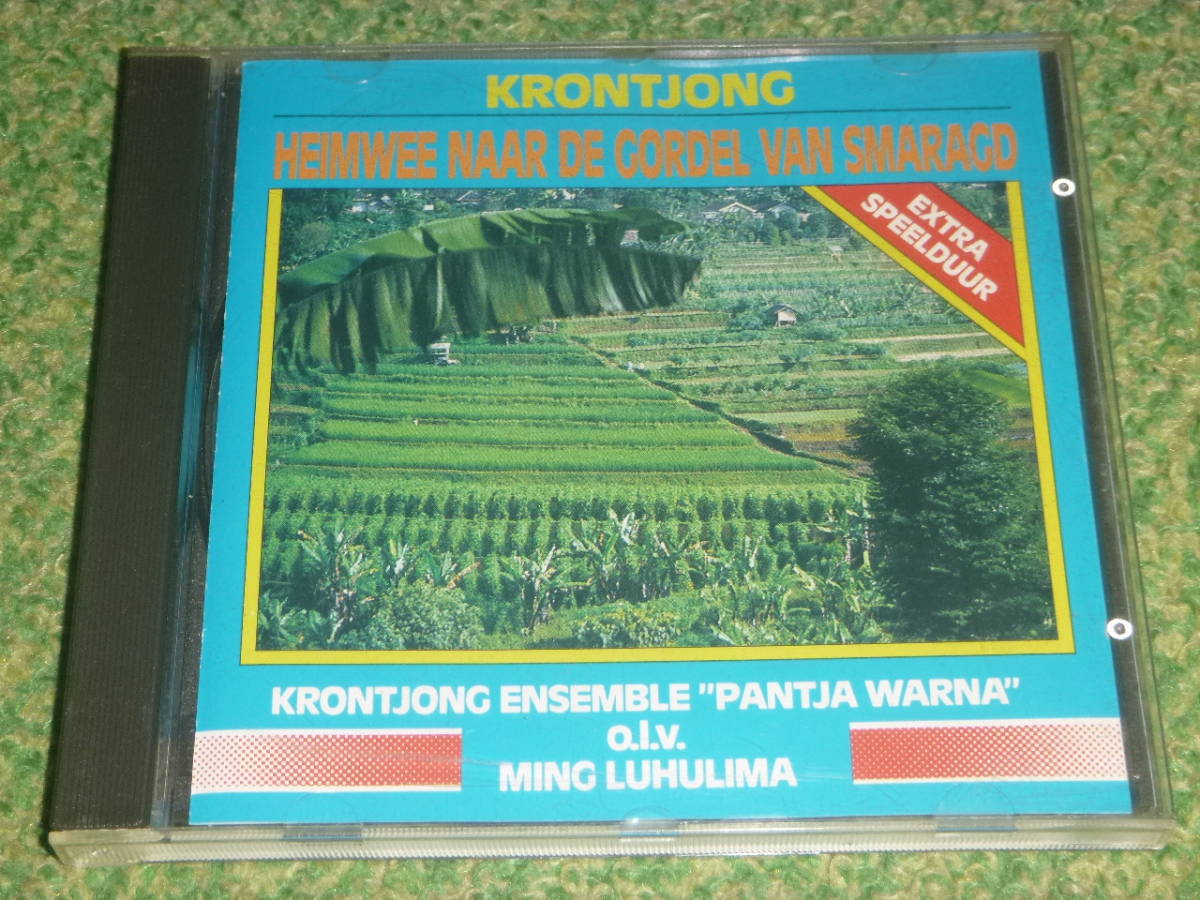 KRONTJONG
HEIMWEE NAAR DE GORDEL VAN SMARAGD
EXTRA
SPEELDUUR
KRONTJONG ENSEMBLE "PANTJA WARNA"
o.l.v.
MING LUHULIMA